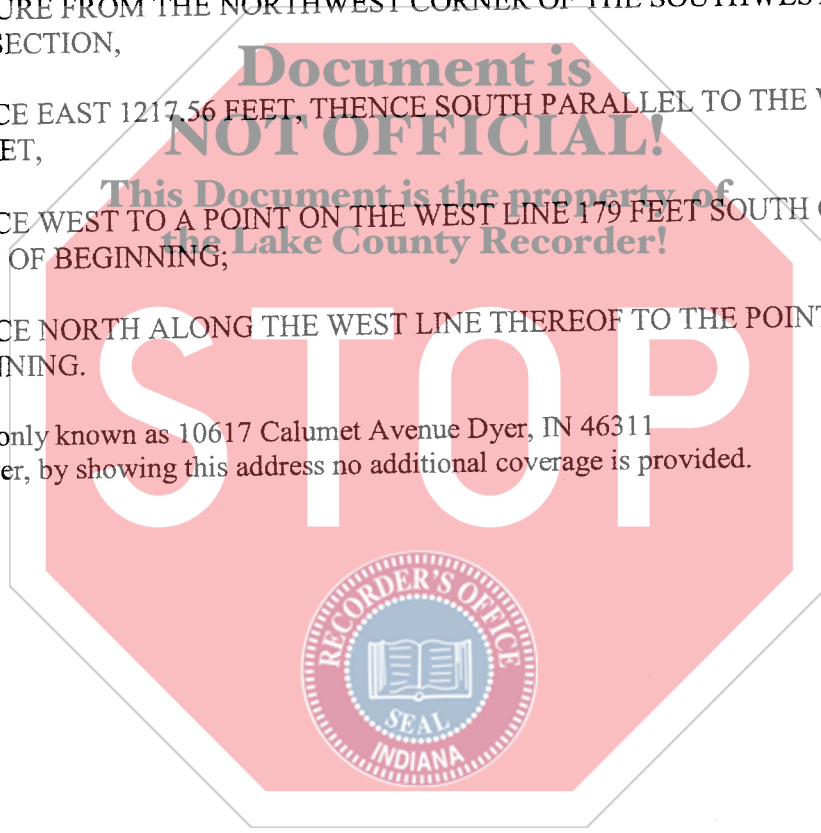 URE FROM THE NORTHWEST CORNER OF THE SOUTHWEST
SECTION,
Document is
CE EAST 1217.56 FEET, THENCE SOUTH PARALLEL TO THE
NOT OFFICIAL!
ET,
This Document is the property of
CE WEST TO A POINT ON THE WEST LINE 179 FEET SOUTH
the Lake County Recorder!
OF BEGINNING;
CE NORTH ALONG THE WEST LINE THEREOF TO THE POINT
NNING.
STOP
only known as 10617 Calumet Avenue Dyer, IN 46311
er, by showing this address no additional coverage is provided.
RECORDER'S OFFICE
SEAL
INDIANA